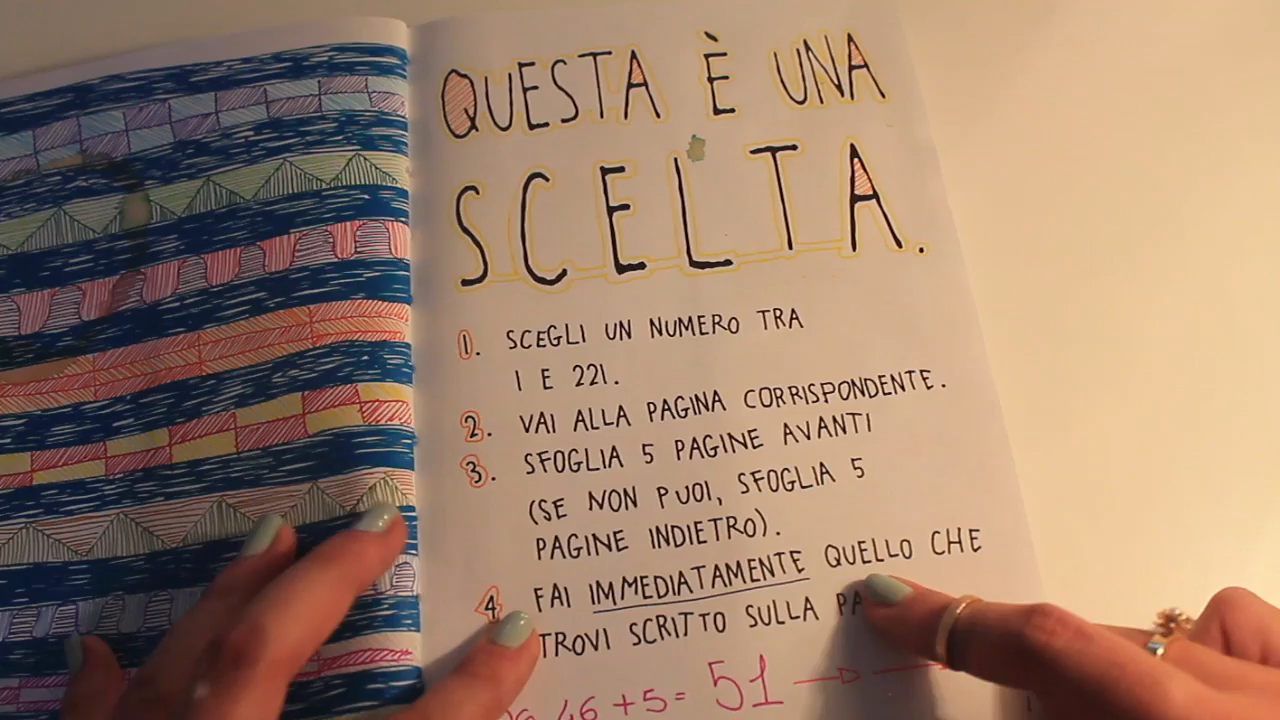 QUESTA È UNA
SCELTA.
1. SCEGLI UN NUMERO TRA
1 E 221.
2. VAI ALLA PAGINA CORRISPONDENTE.
3. SFOGLIA 5 PAGINE AVANTI
(SE NON PUOI, SFOGLIA 5
PAGINE INDIETRO).
4 FAI IMMEDIATAMENTE QUELLO CHE
TROVI SCRITTO SULLA
46 + 5 = 51